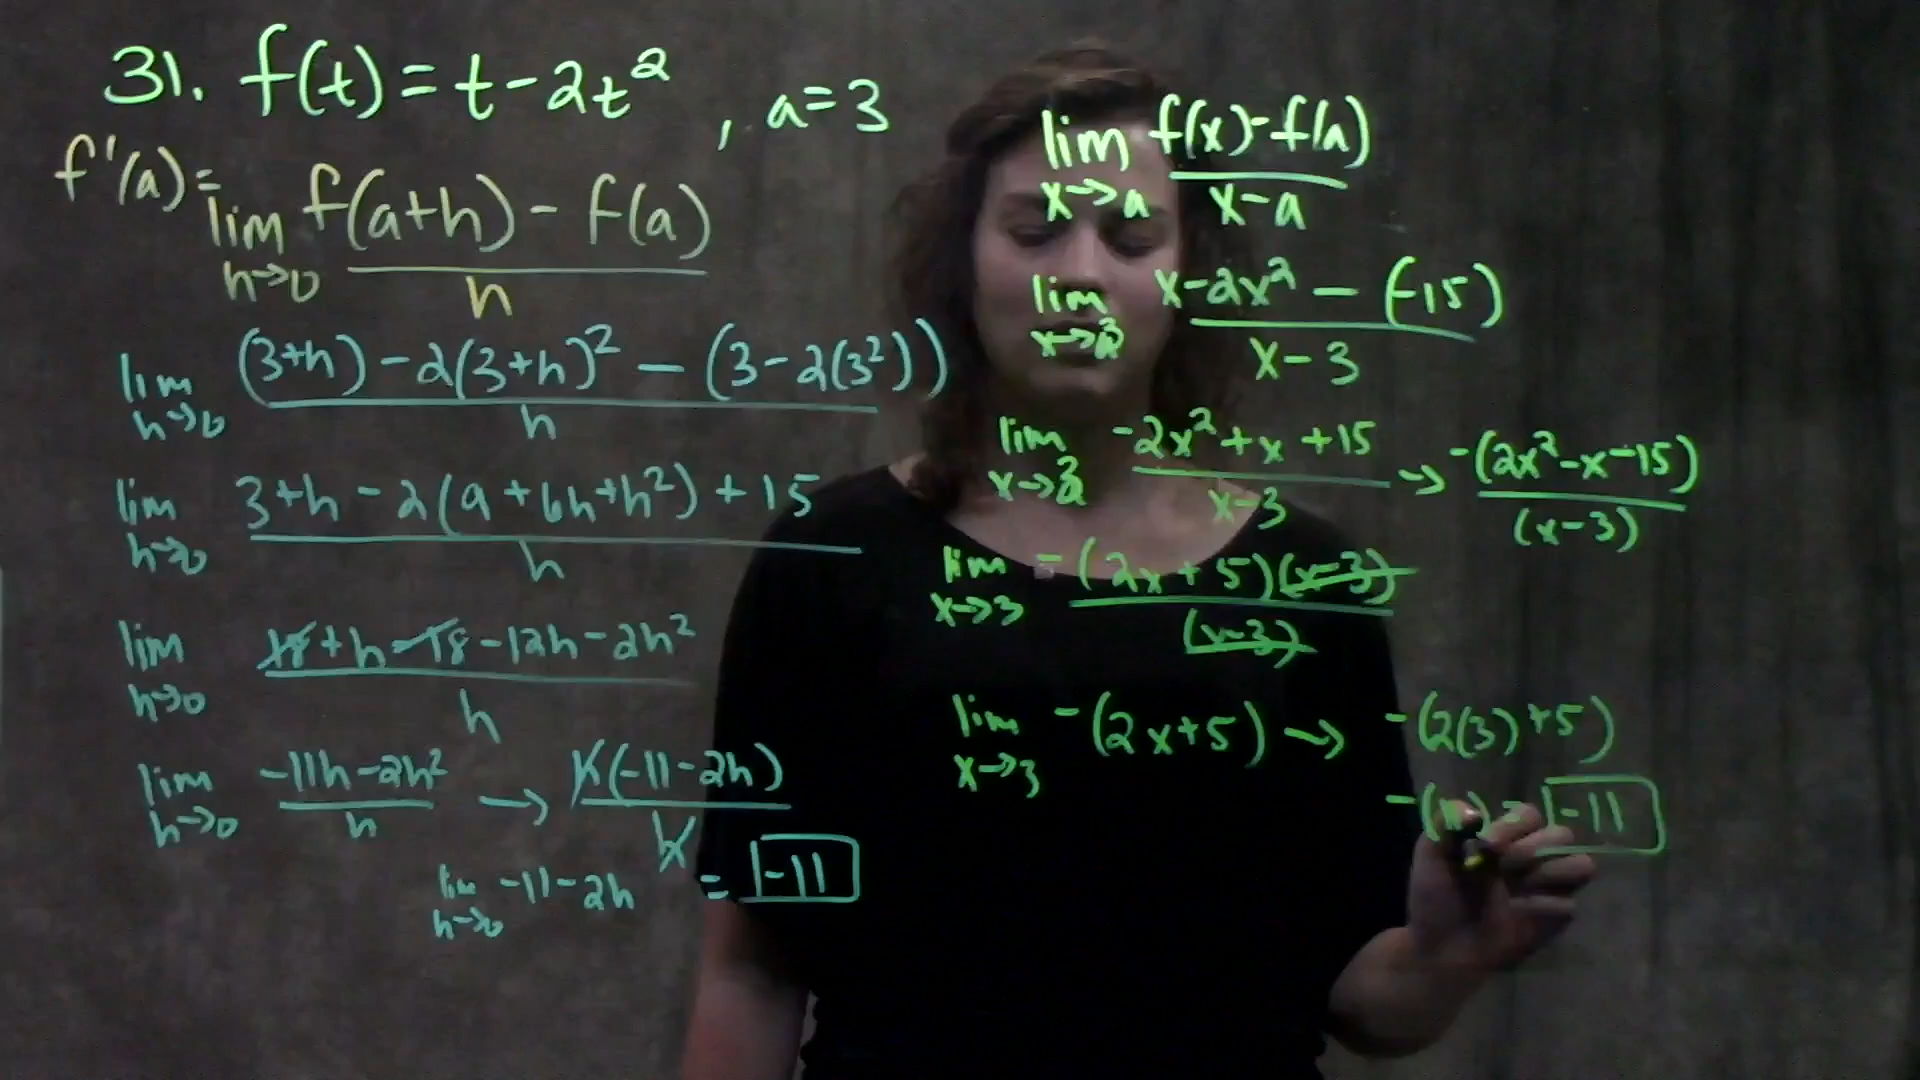 31. f(t) = t - 2t², a = 3
f'(a) = lim h→0 f(a+h) - f(a) / h
lim h→0 (3+h) - 2(3+h)² - (3 - 2(3²)) / h
lim h→0 3+h - 2(9+6h+h²) + 15 / h
lim h→0 18 + h - 18 - 12h - 2h² / h
lim h→0 -11h - 2h² / h → h(-11 - 2h) / h
lim h→0 -11 - 2h = -11
lim x→a f(x) - f(a) / x - a
lim x→3 x - 2x² - (-15) / x - 3
lim x→3 -2x² + x + 15 / x - 3 → -(2x² - x - 15) / (x - 3)
lim x→3 -(2x + 5)(x - 3) / (x - 3)
lim x→3 -(2x + 5) → -(2(3) + 5)
-(11) = -11